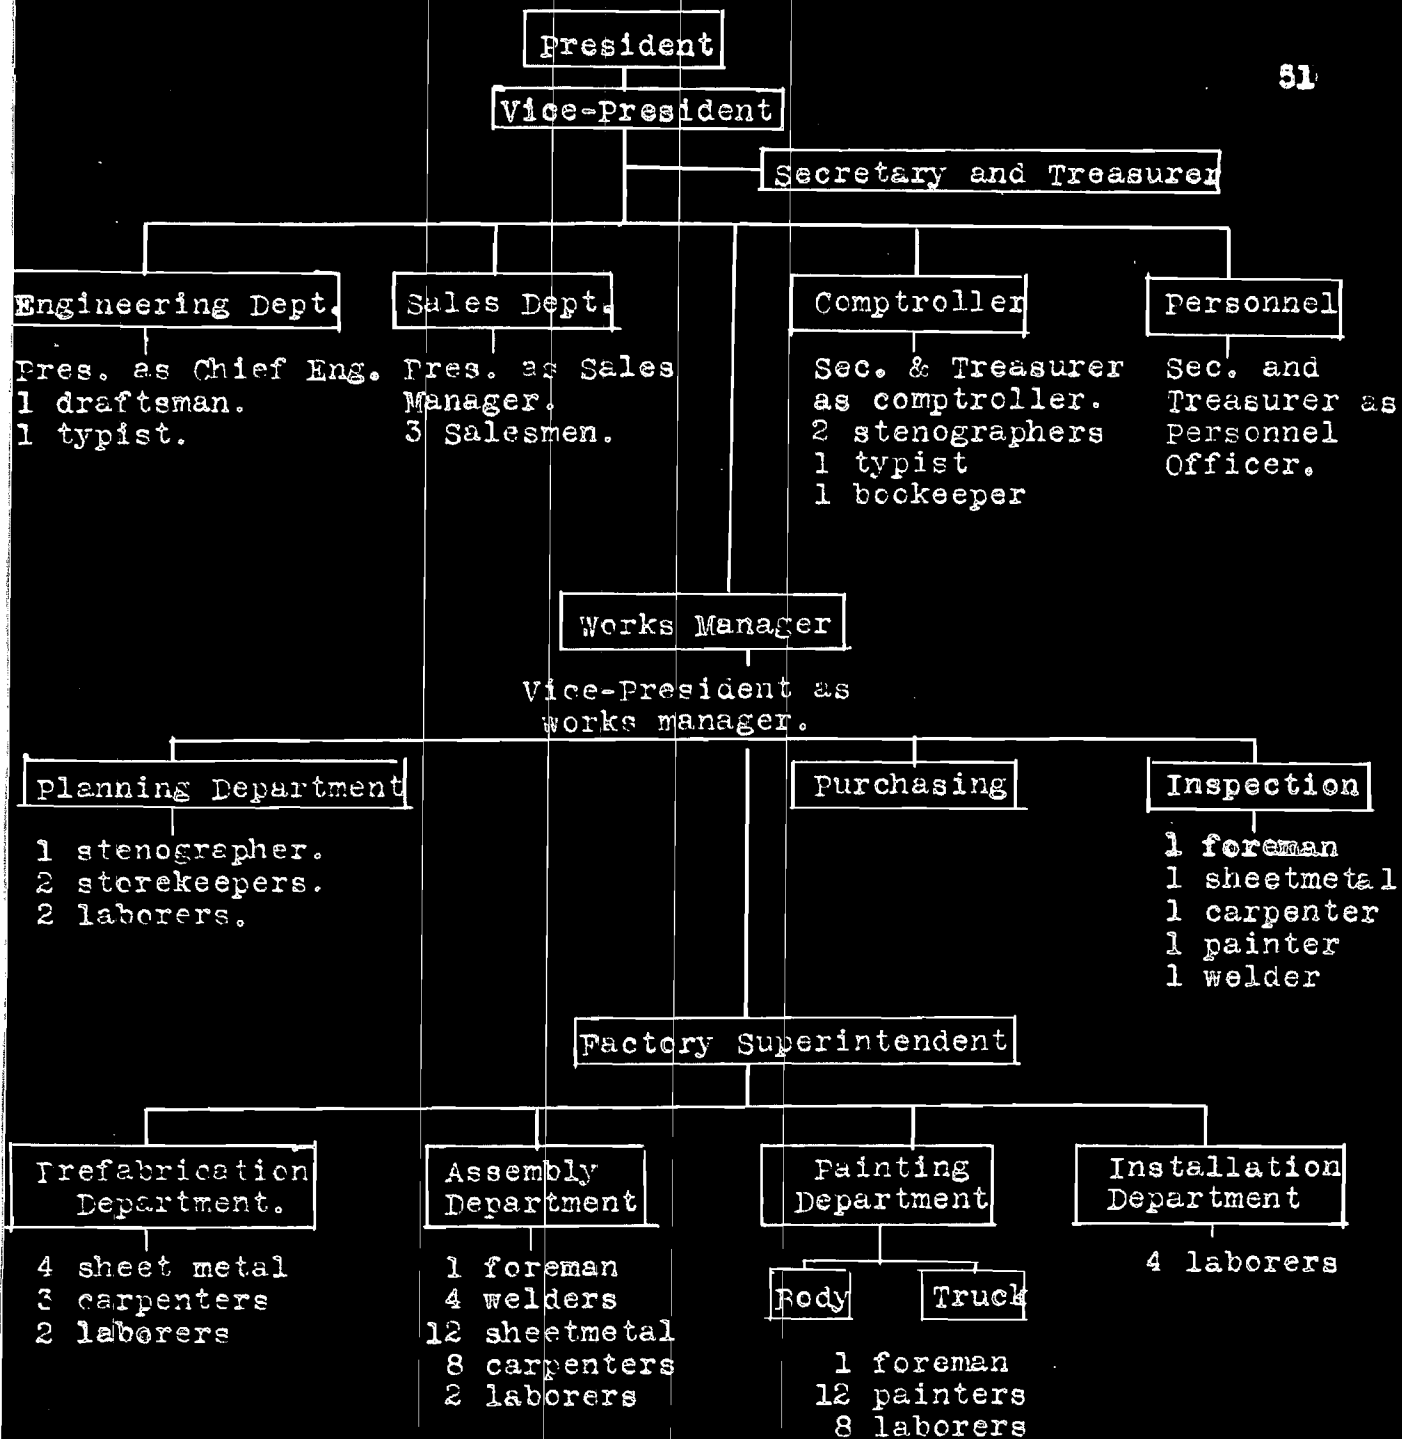 51
President
Vice-President
Secretary and Treasurer
Engineering Dept.
Pres. as Chief Eng.
1 draftsman.
1 typist.
Sales Dept.
Pres. as Sales
Manager.
3 Salesmen.
Comptroller
Sec. & Treasurer
as comptroller.
2 stenographers
1 typist
1 bookeeper
Personnel
Sec. and
Treasurer as
Personnel
Officer.
Works Manager
Vice-President as
works manager.
Planning Department
1 stenographer.
2 storekeepers.
2 laborers.
Purchasing
Inspection
1 foreman
1 sheetmetal
1 carpenter
1 painter
1 welder
Factory Superintendent
Prefabrication
Department.
4 sheet metal
3 carpenters
2 laborers
Assembly
Department
1 foreman
4 welders
12 sheetmetal
8 carpenters
2 laborers
Painting
Department
Body
Truck
1 foreman
12 painters
8 laborers
Installation
Department
4 laborers